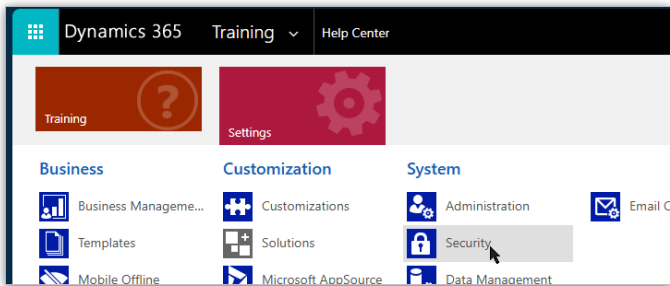 Dynamics 365 Training Help Center
Training Settings
Business Customization System
Business Manageme... Customizations Administration Email C
Templates Solutions Security
Mobile Offline Microsoft AppSource Data Management